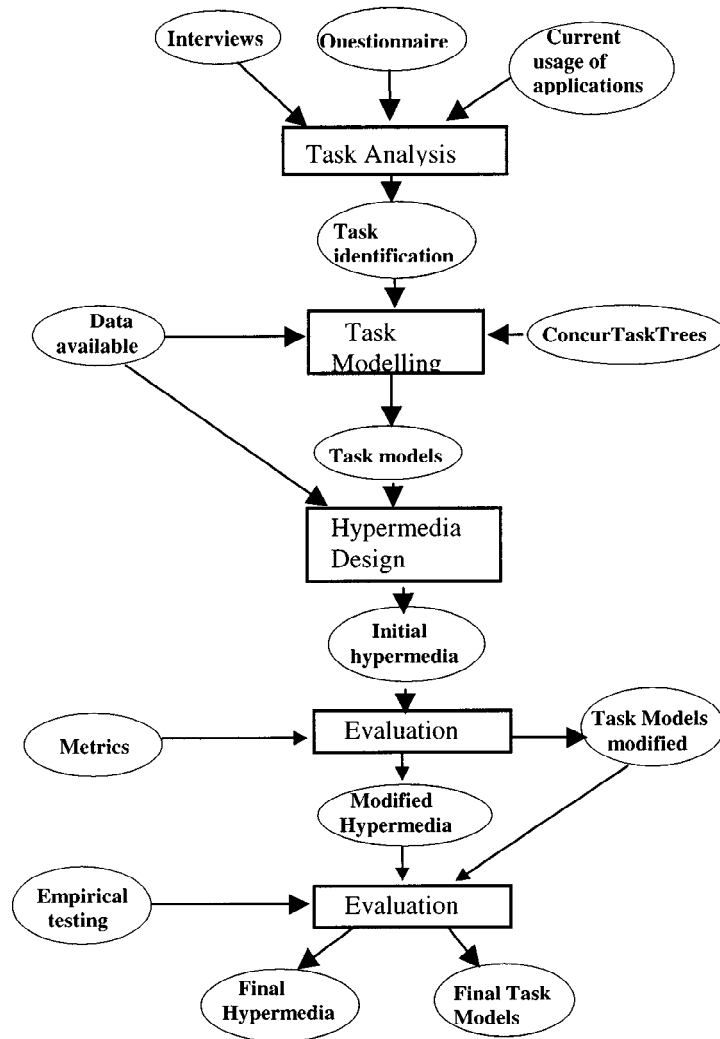 Interviews
Questionnaire
Current
usage of
applications
Task Analysis
Task
identification
Data
available
Task
Modelling
ConcurTaskTrees
Task models
Hypermedia
Design
Initial
hypermedia
Metrics
Evaluation
Task Models
modified
Modified
Hypermedia
Empirical
testing
Evaluation
Final
Hypermedia
Final Task
Models